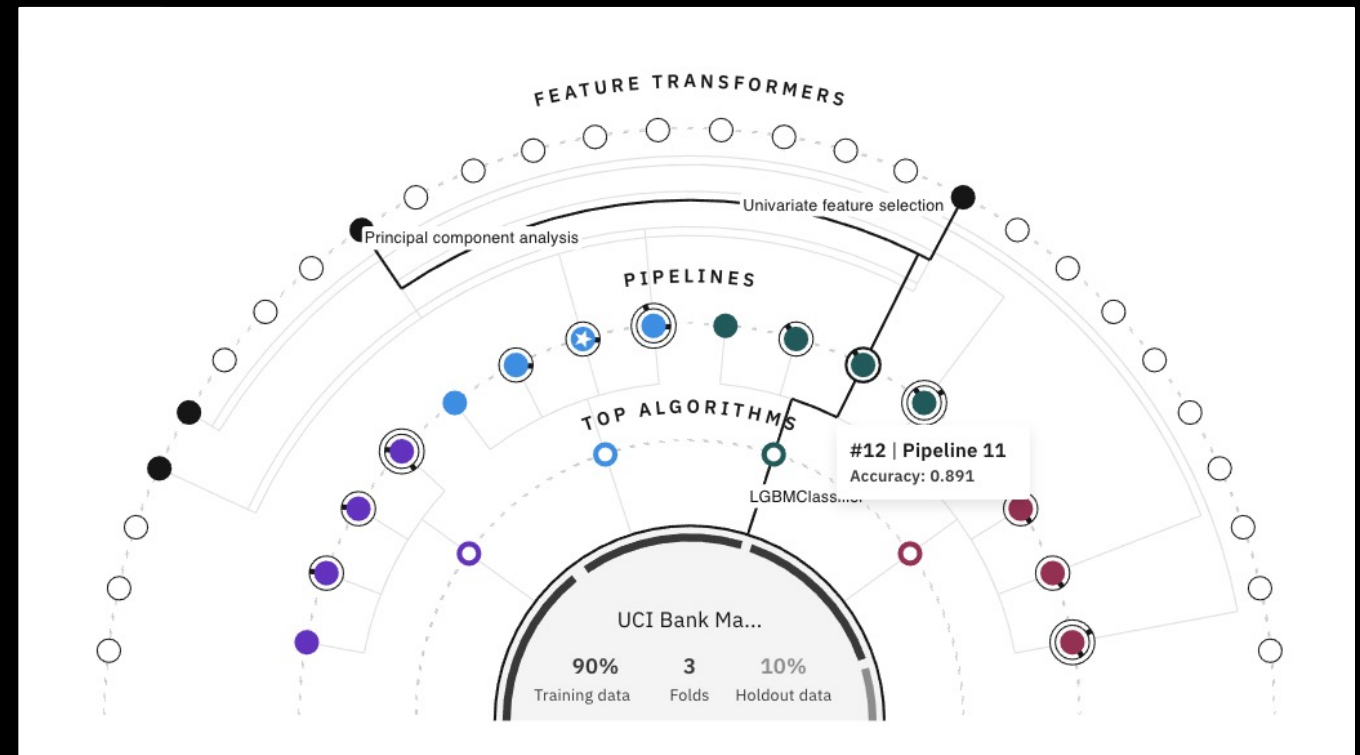 FEATURE TRANSFORMERS
Univariate feature selection
Principal component analysis
PIPELINES
TOP ALGORITHMS
#12 | Pipeline 11
Accuracy: 0.891
UCI Bank Ma...
90% 3 10%
Training data Folds Holdout data